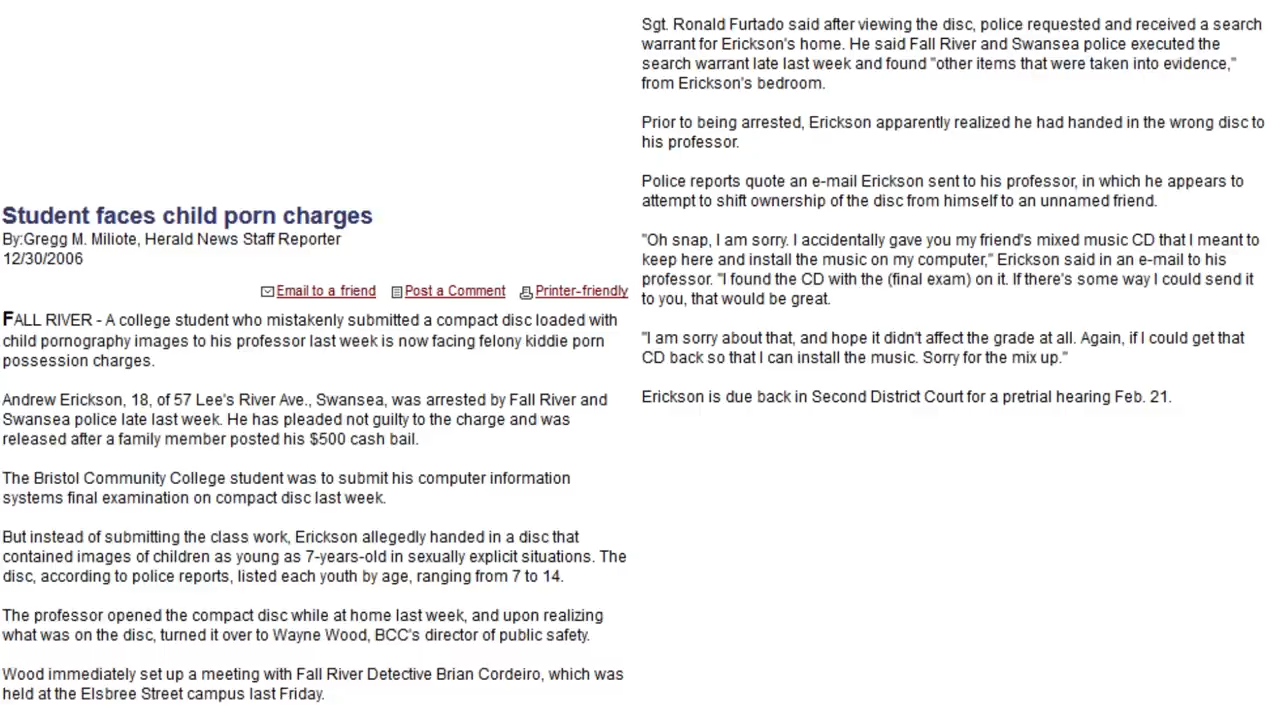 Student faces child porn charges
By:Gregg M. Miliote, Herald News Staff Reporter
12/30/2006
Email to a friend Post a Comment Printer-friendly
FALL RIVER - A college student who mistakenly submitted a compact disc loaded with
child pornography images to his professor last week is now facing felony kiddie porn
possession charges.
Andrew Erickson, 18, of 57 Lee's River Ave., Swansea, was arrested by Fall River and
Swansea police late last week. He has pleaded not guilty to the charge and was
released after a family member posted his $500 cash bail.
The Bristol Community College student was to submit his computer information
systems final examination on compact disc last week.
But instead of submitting the class work, Erickson allegedly handed in a disc that
contained images of children as young as 7-years-old in sexually explicit situations. The
disc, according to police reports, listed each youth by age, ranging from 7 to 14.
The professor opened the compact disc while at home last week, and upon realizing
what was on the disc, turned it over to Wayne Wood, BCC's director of public safety.
Wood immediately set up a meeting with Fall River Detective Brian Cordeiro, which was
held at the Elsbree Street campus last Friday.
Sgt. Ronald Furtado said after viewing the disc, police requested and received a search
warrant for Erickson's home. He said Fall River and Swansea police executed the
search warrant late last week and found "other items that were taken into evidence,"
from Erickson's bedroom.
Prior to being arrested, Erickson apparently realized he had handed in the wrong disc to
his professor.
Police reports quote an e-mail Erickson sent to his professor, in which he appears to
attempt to shift ownership of the disc from himself to an unnamed friend.
"Oh snap, I am sorry. I accidentally gave you my friend's mixed music CD that I meant to
keep here and install the music on my computer," Erickson said in an e-mail to his
professor. "I found the CD with the (final exam) on it. If there's some way I could send it
to you, that would be great.
"I am sorry about that, and hope it didn't affect the grade at all. Again, if I could get that
CD back so that I can install the music. Sorry for the mix up."
Erickson is due back in Second District Court for a pretrial hearing Feb. 21.